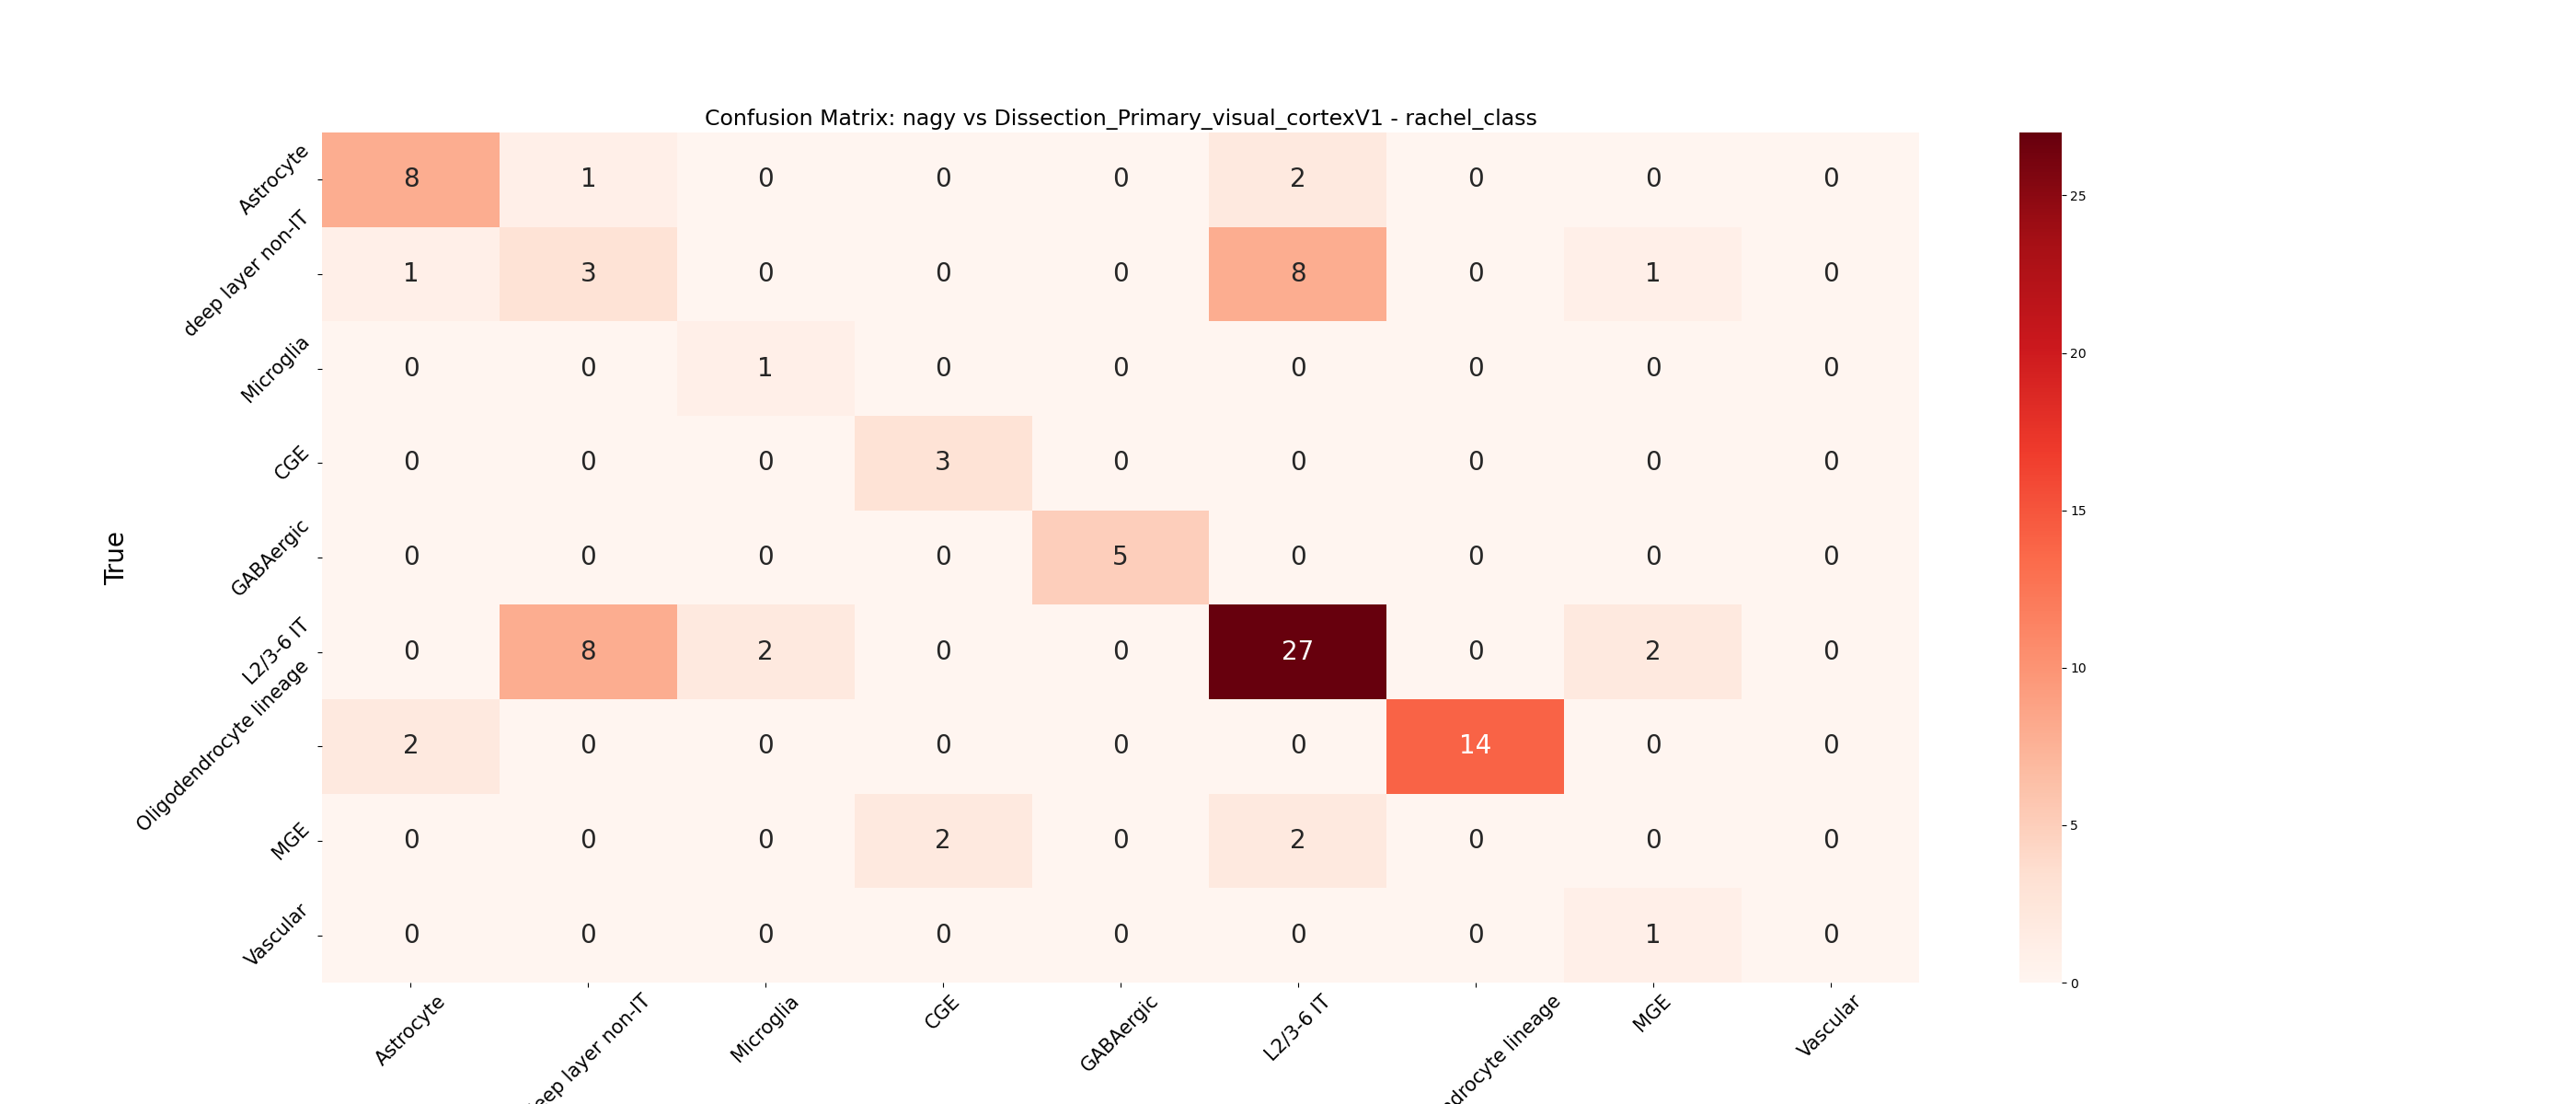 Confusion Matrix: nagy vs Dissection_Primary_visual_cortexV1 - rachel_class
Astrocyte 8 1 0 0 0 2 0 0 0
deep layer non-IT 1 3 0 0 0 8 0 1 0
Microglia 0 0 1 0 0 0 0 0 0
CGE 0 0 0 3 0 0 0 0 0
GABAergic 0 0 0 0 5 0 0 0 0
L2/3-6 IT 0 8 2 0 0 27 0 2 0
Oligodendrocyte lineage 2 0 0 0 0 0 14 0 0
MGE 0 0 0 2 0 2 0 0 0
Vascular 0 0 0 0 0 0 0 1 0
True
Astrocyte
eep layer non-IT
Microglia
CGE
GABAergic
L2/3-6 IT
ndrocyte lineage
MGE
Vascular
25
20
15
10
5
0